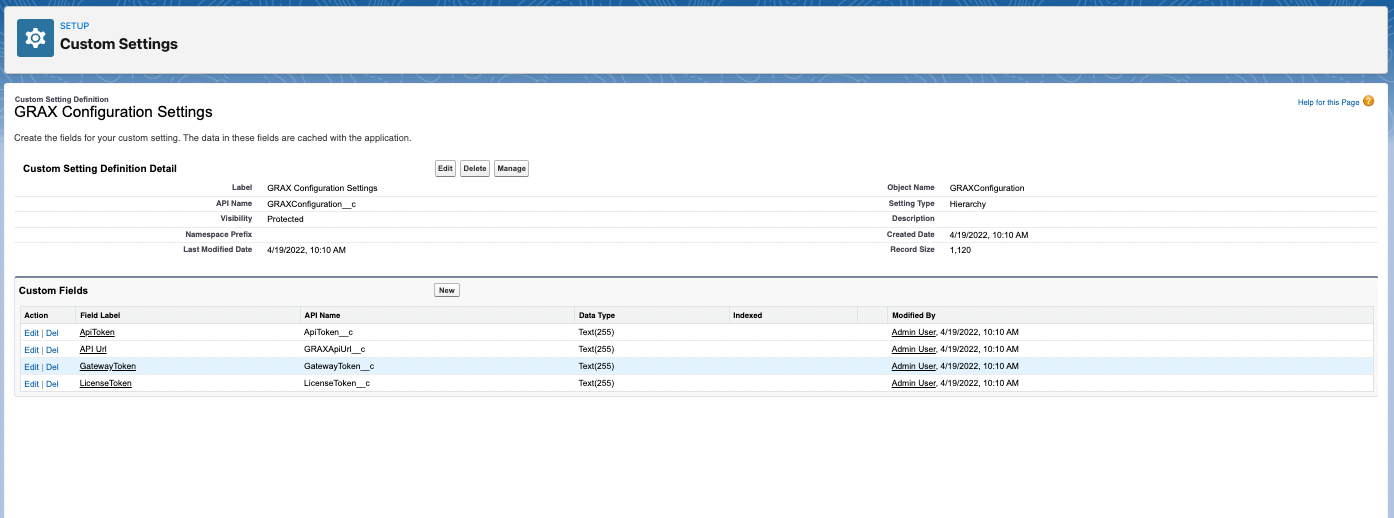 SETUP
Custom Settings
Custom Setting Definition
GRAX Configuration Settings
Help for this Page ?
Create the fields for your custom setting. The data in these fields are cached with the application.
Custom Setting Definition Detail Edit Delete Manage
Label GRAX Configuration Settings Object Name GRAXConfiguration
API Name GRAXConfiguration__c Setting Type Hierarchy
Visibility Protected Description
Namespace Prefix Created Date 4/19/2022, 10:10 AM
Last Modified Date 4/19/2022, 10:10 AM Record Size 1,120
Custom Fields New
Action Field Label API Name Data Type Indexed Modified By
Edit | Del ApiToken ApiToken__c Text(255) Admin User, 4/19/2022, 10:10 AM
Edit | Del API Url GRAXApiUrl__c Text(255) Admin User, 4/19/2022, 10:10 AM
Edit | Del GatewayToken GatewayToken__c Text(255) Admin User, 4/19/2022, 10:10 AM
Edit | Del LicenseToken LicenseToken__c Text(255) Admin User, 4/19/2022, 10:10 AM